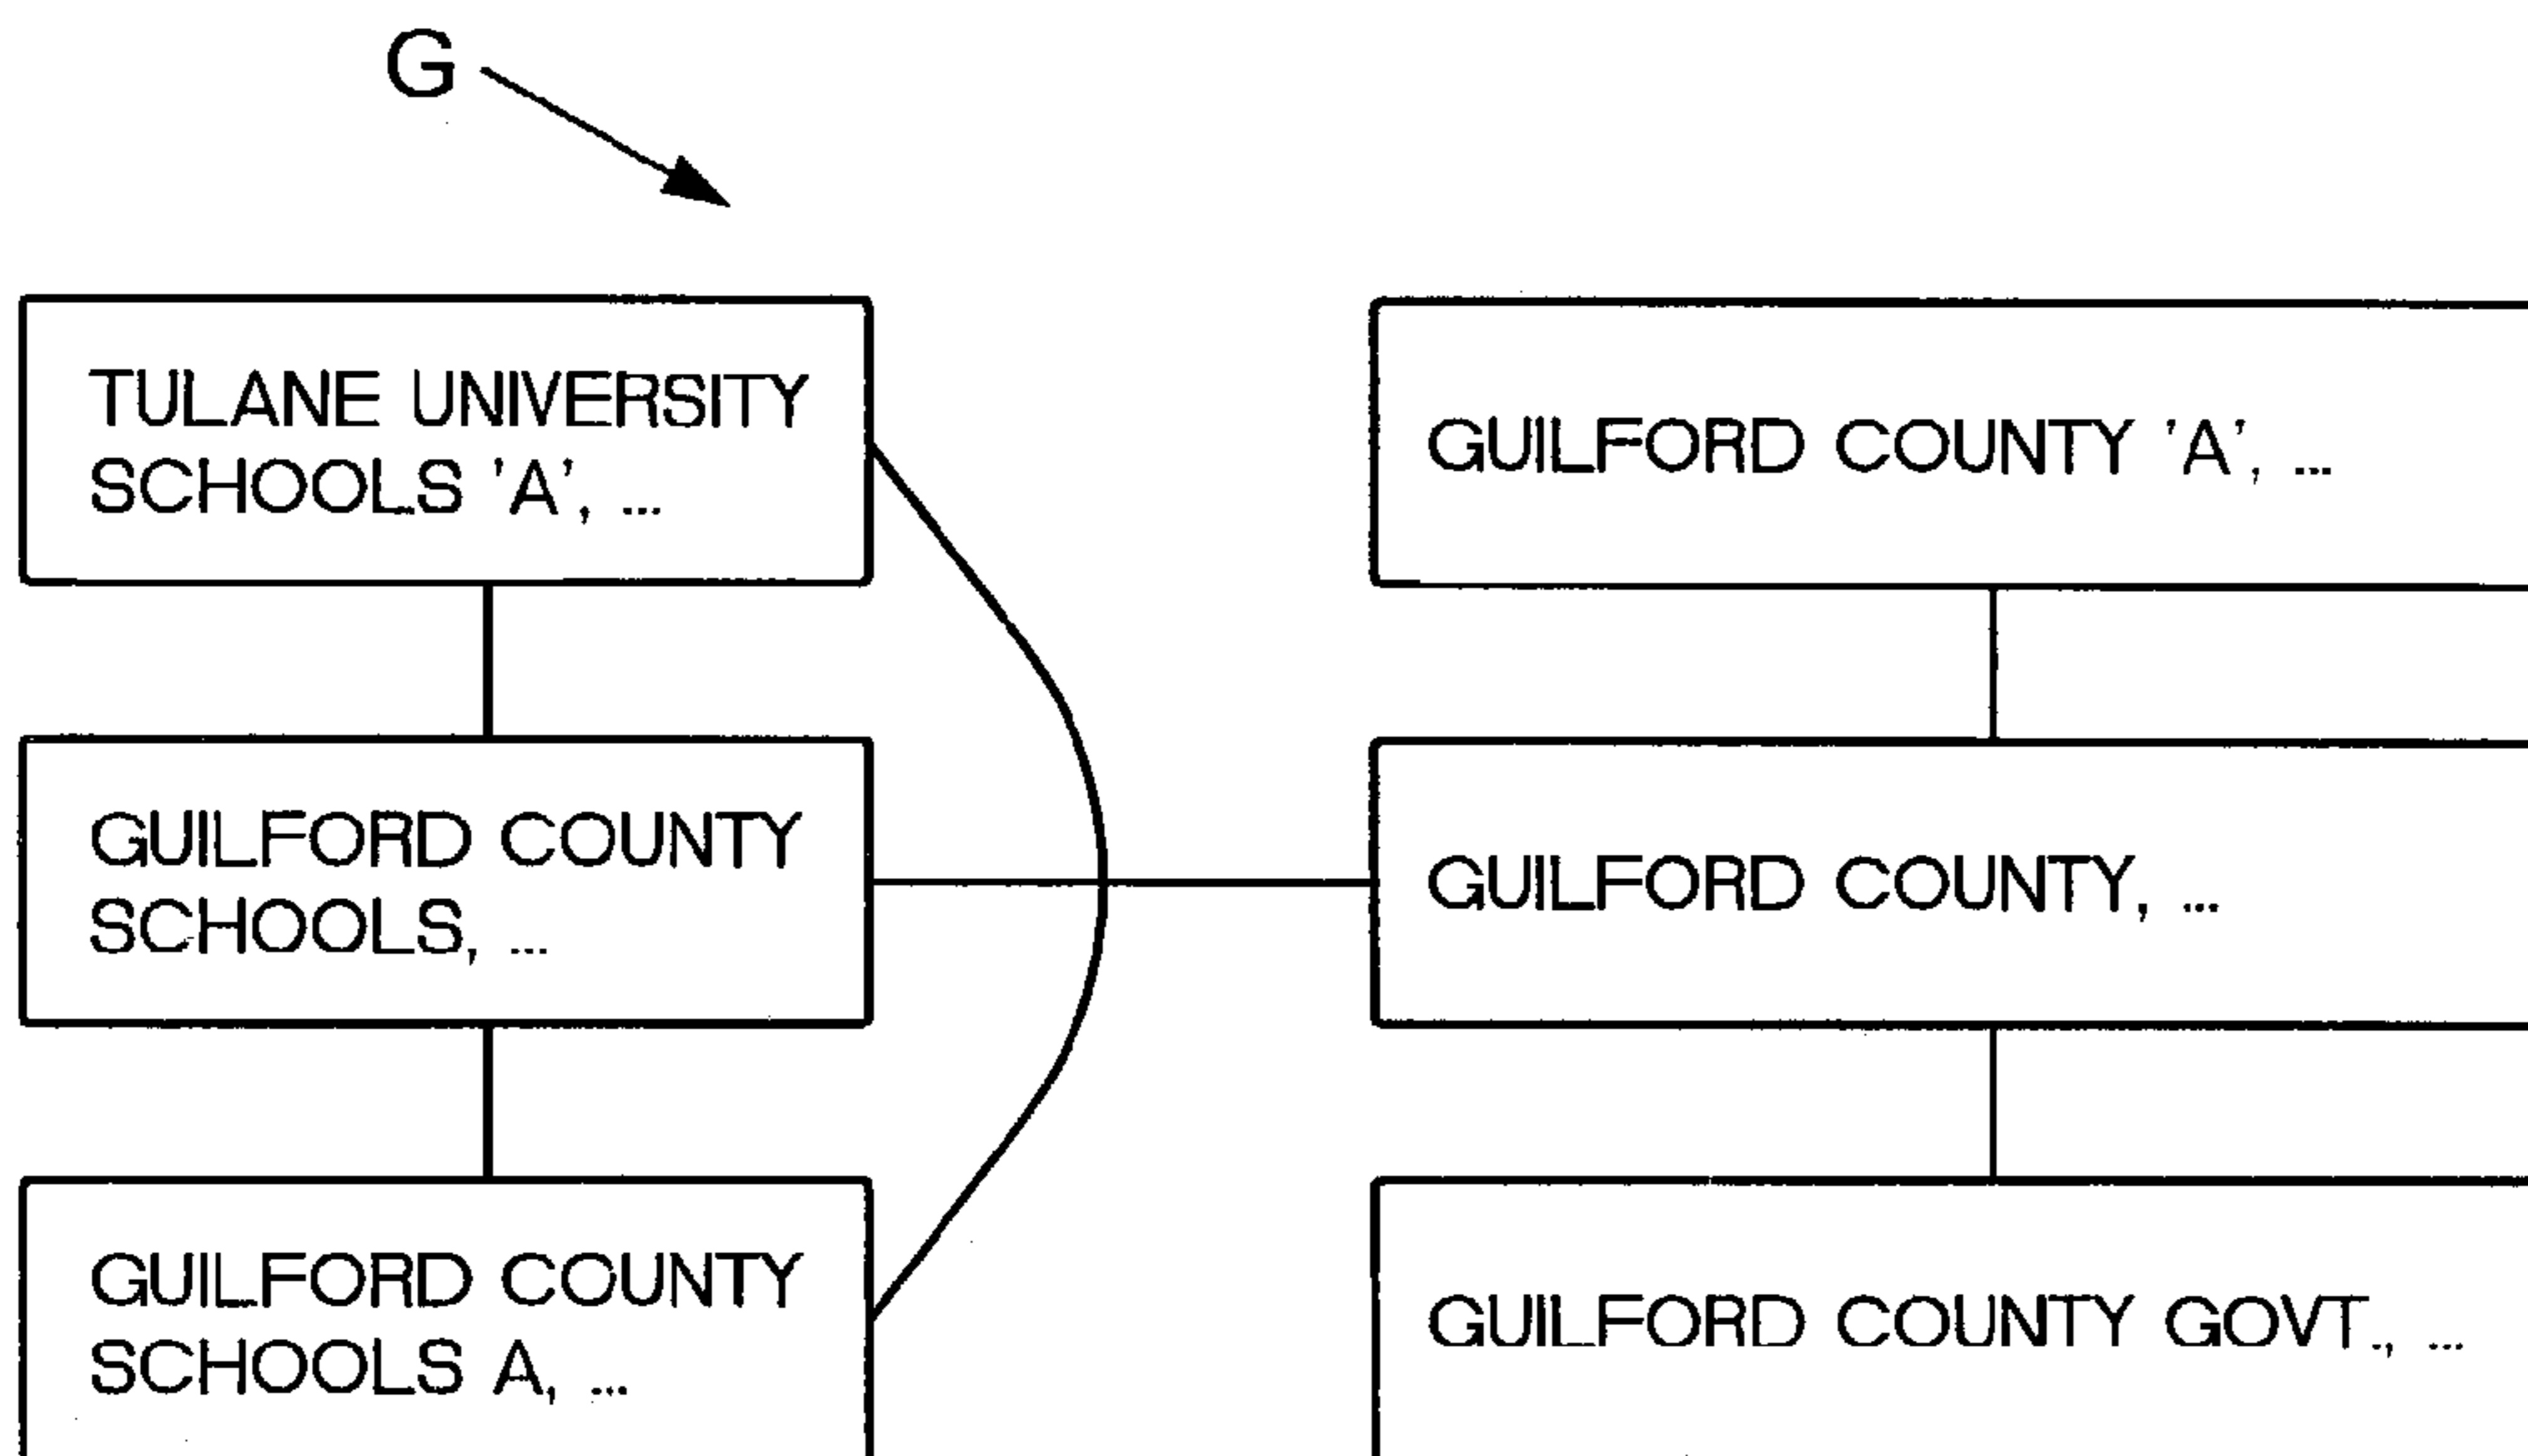 G
TULANE UNIVERSITY
SCHOOLS 'A', ...
GUILFORD COUNTY 'A', ...
GUILFORD COUNTY
SCHOOLS, ...
GUILFORD COUNTY, ...
GUILFORD COUNTY
SCHOOLS A, ...
GUILFORD COUNTY GOVT., ...